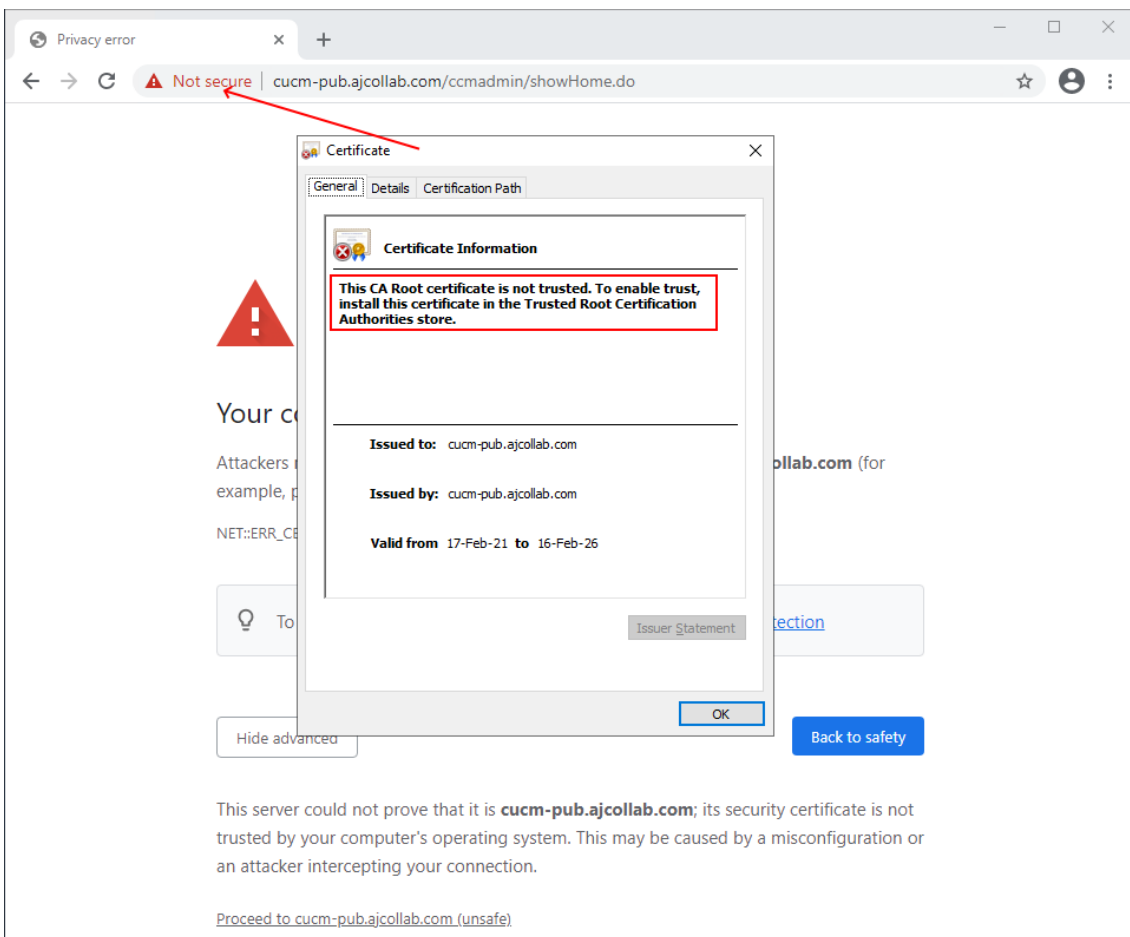 Privacy error
Not secure cucm-pub.ajcollab.com/ccmadmin/showHome.do
Certificate
General Details Certification Path
Certificate Information
This CA Root certificate is not trusted. To enable trust,
install this certificate in the Trusted Root Certification
Authorities store.
Your co
Issued to: cucm-pub.ajcollab.com
Attackers ollab.com (for
example, p
Issued by: cucm-pub.ajcollab.com
NET::ERR_CE
Valid from 17-Feb-21 to 16-Feb-26
To tection
Issuer Statement
OK
Hide advanced Back to safety
This server could not prove that it is cucm-pub.ajcollab.com; its security certificate is not
trusted by your computer's operating system. This may be caused by a misconfiguration or
an attacker intercepting your connection.
Proceed to cucm-pub.ajcollab.com (unsafe)